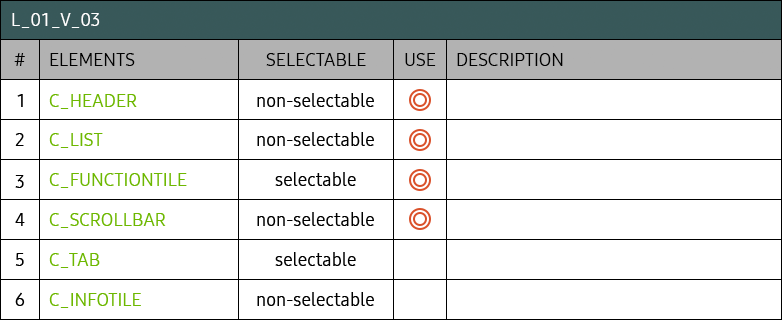 L_01_V_03
# ELEMENTS SELECTABLE USE DESCRIPTION
1 C_HEADER non-selectable
2 C_LIST non-selectable
3 C_FUNCTIONTILE selectable
4 C_SCROLLBAR non-selectable
5 C_TAB selectable
6 C_INFOTILE non-selectable